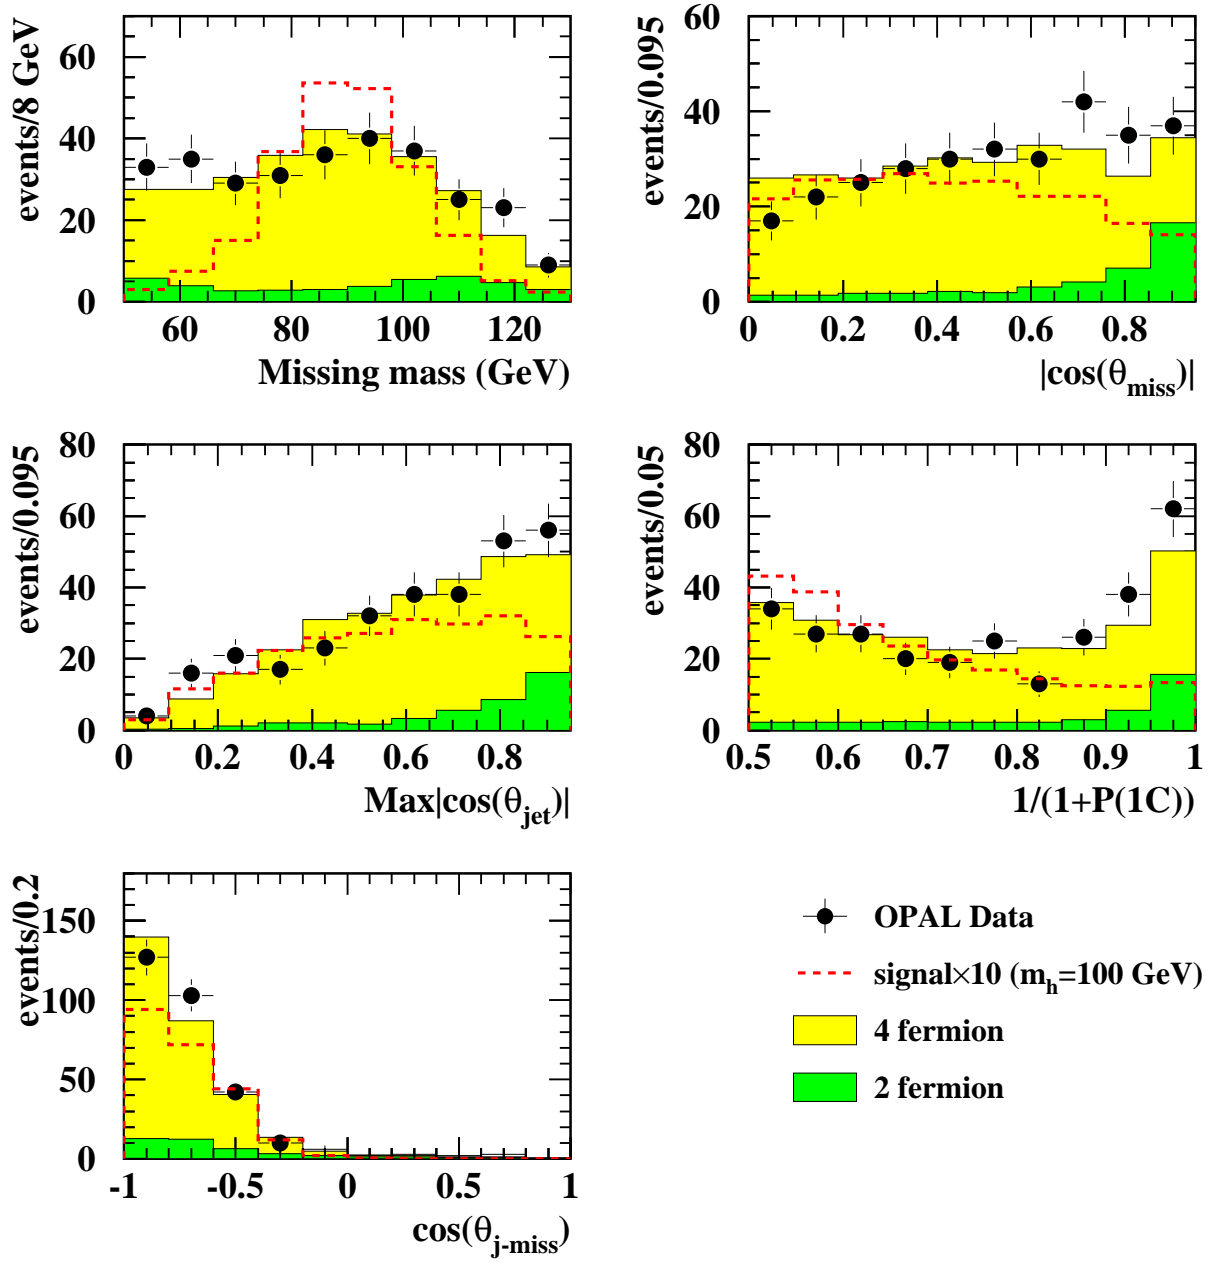 events/8 GeV
60
40
20
0
60 80 100 120
Missing mass (GeV)
events/0.095
60
40
20
0
0 0.2 0.4 0.6 0.8
|cos(θmiss)|
events/0.095
80
60
40
20
0
0 0.2 0.4 0.6 0.8
Max|cos(θjet)|
events/0.05
80
60
40
20
0
0.5 0.6 0.7 0.8 0.9 1
1/(1+P(1C))
events/0.2
150
100
50
0
-1 -0.5 0 0.5 1
cos(θj-miss)
OPAL Data
signal×10 (mh=100 GeV)
4 fermion
2 fermion